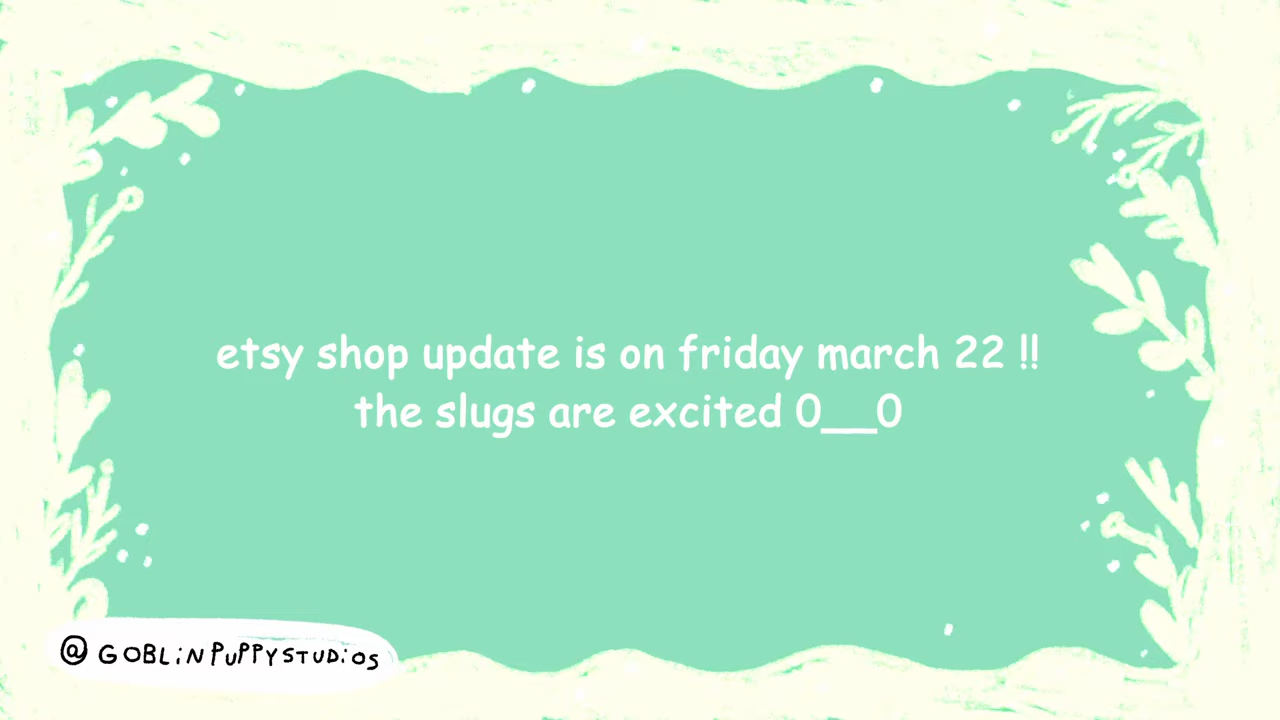 etsy shop update is on friday march 22 !!
the slugs are excited 0__0
@GOBLiNPuPPYSTUDiOS